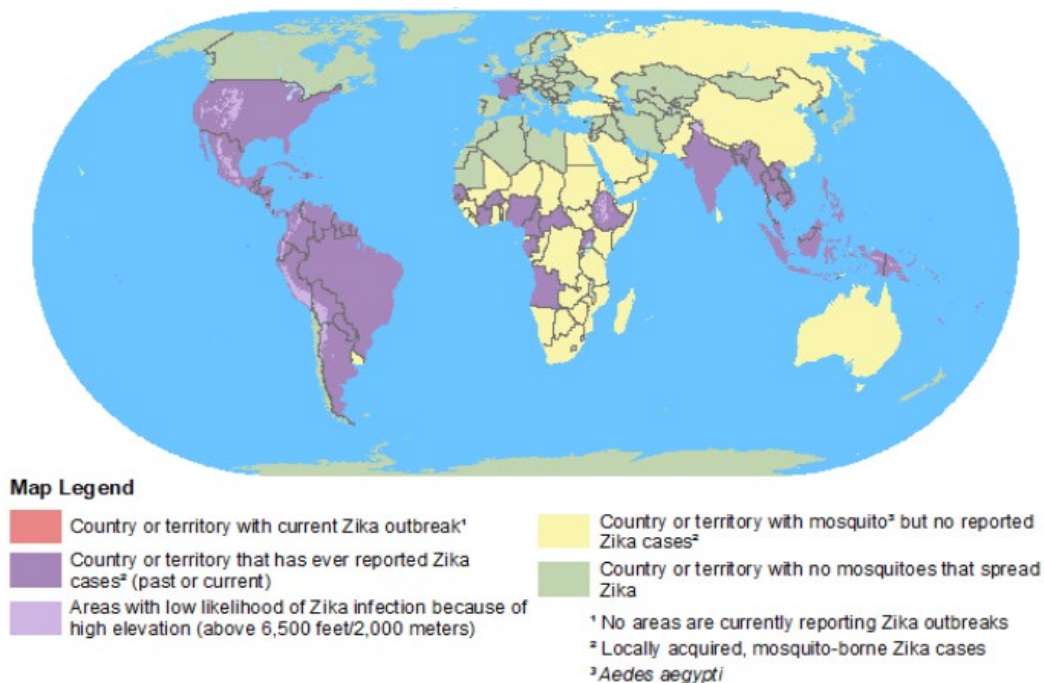 Map Legend
Country or territory with current Zika outbreak¹
Country or territory that has ever reported Zika
cases² (past or current)
Areas with low likelihood of Zika infection because of
high elevation (above 6,500 feet/2,000 meters)
Country or territory with mosquito³ but no reported
Zika cases²
Country or territory with no mosquitoes that spread
Zika
¹ No areas are currently reporting Zika outbreaks
² Locally acquired, mosquito-borne Zika cases
³ Aedes aegypti